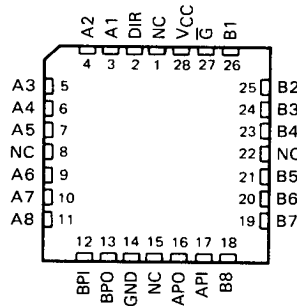 A2 A1 DIR NC VCC G̅ B1
4 3 2 1 28 27 26
A3 5 25 B2
A4 6 24 B3
A5 7 23 B4
NC 8 22 NC
A6 9 21 B5
A7 10 20 B6
A8 11 19 B7
12 13 14 15 16 17 18
BPI BPO GND NC APO API B8